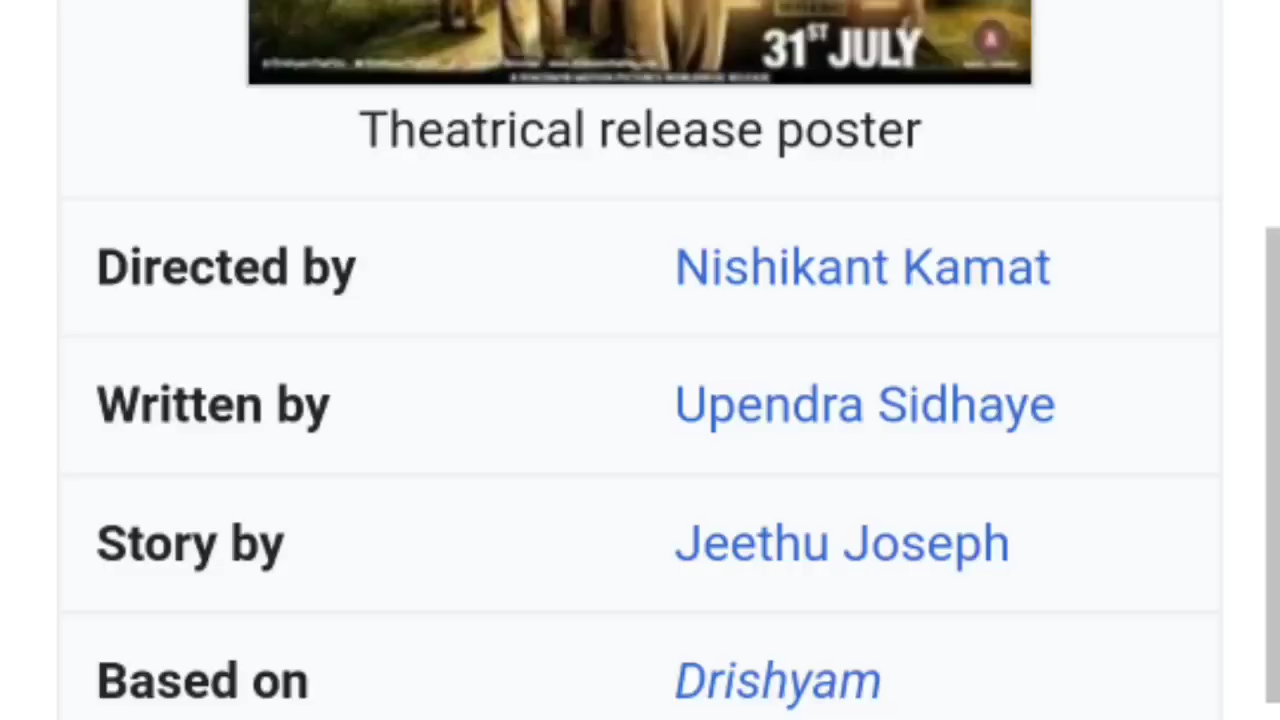 31ST JULY
Theatrical release poster
Directed by Nishikant Kamat
Written by Upendra Sidhaye
Story by Jeethu Joseph
Based on Drishyam